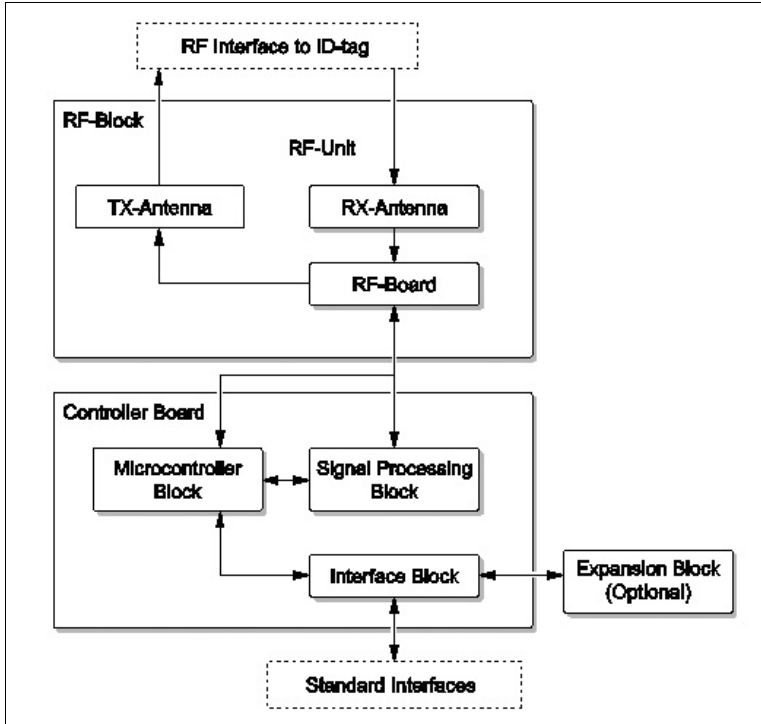 RF Interface to ID-tag
RF-Block
RF-Unit
TX-Antenna
RX-Antenna
RF-Board
Controller Board
Microcontroller
Block
Signal Processing
Block
Interface Block
Expansion Block
(Optional)
Standard Interfaces